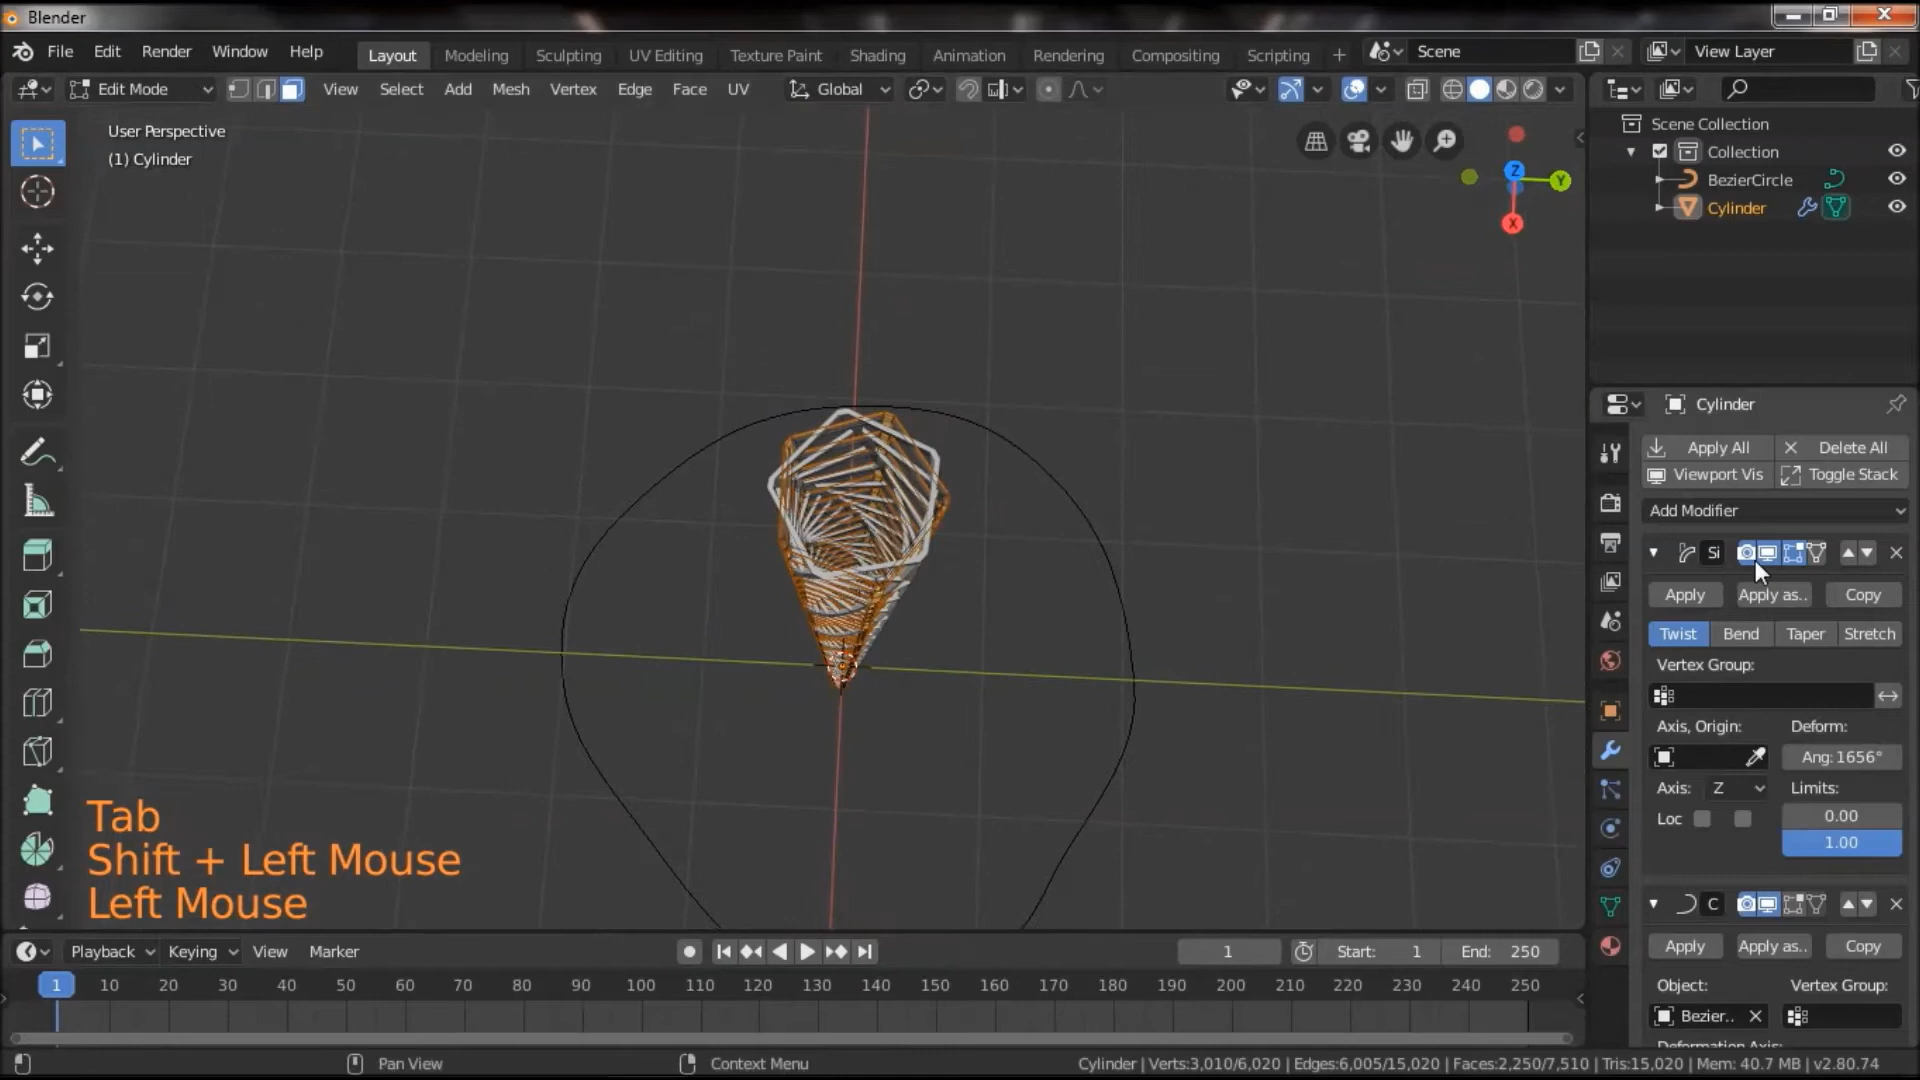 Blender
File Edit Render Window Help Layout Modeling Sculpting UV Editing Texture Paint Shading Animation Rendering Compositing Scripting + Scene View Layer
Edit Mode View Select Add Mesh Vertex Edge Face UV Global
User Perspective
(1) Cylinder
Z
Y
X
Scene Collection
Collection
BezierCircle
Cylinder
Cylinder
Apply All Delete All
Viewport Vis Toggle Stack
Add Modifier
Si
Apply Apply as.. Copy
Twist Bend Taper Stretch
Vertex Group:
Axis, Origin: Deform:
Ang: 1656°
Axis: Z Limits:
Loc 0.00
1.00
C
Apply Apply as.. Copy
Object: Vertex Group:
Bezier..
Deformation Axis:
Tab
Shift + Left Mouse
Left Mouse
Playback Keying View Marker 1 Start: 1 End: 250
1 10 20 30 40 50 60 70 80 90 100 110 120 130 140 150 160 170 180 190 200 210 220 230 240 250
Pan View Context Menu Cylinder | Verts:3,010/6,020 | Edges:6,005/15,020 | Faces:2,250/7,510 | Tris:15,020 | Mem: 40.7 MB | v2.80.74